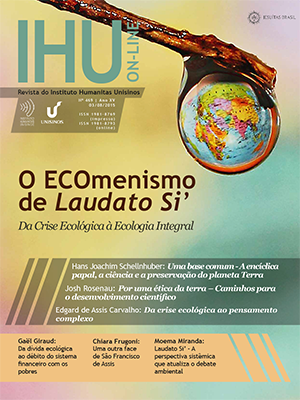 JESUÍTAS BRASIL
IHU
ON-LINE
Revista do Instituto Humanitas Unisinos
Nº 469 | Ano XV
03/08/2015
ISSN 1981-8769
(impresso)
ISSN 1981-8793
(online)
UNISINOS
O ECOmenismo
de Laudato Si’
Da Crise Ecológica à Ecologia Integral
Hans Joachim Schellnhuber: Uma base comum - A encíclica
papal, a ciência e a preservação do planeta Terra
Josh Rosenau: Por uma ética da terra – Caminhos para
o desenvolvimento científico
Edgard de Assis Carvalho: Da crise ecológica ao pensamento
complexo
Gaël Giraud:
Da dívida ecológica
ao débito do sistema
financeiro com os
pobres
Chiara Frugoni:
Uma outra face
de São Francisco
de Assis
Moema Miranda:
Laudato Si’ - A
perspectiva sistêmica
que atualiza o debate
ambiental